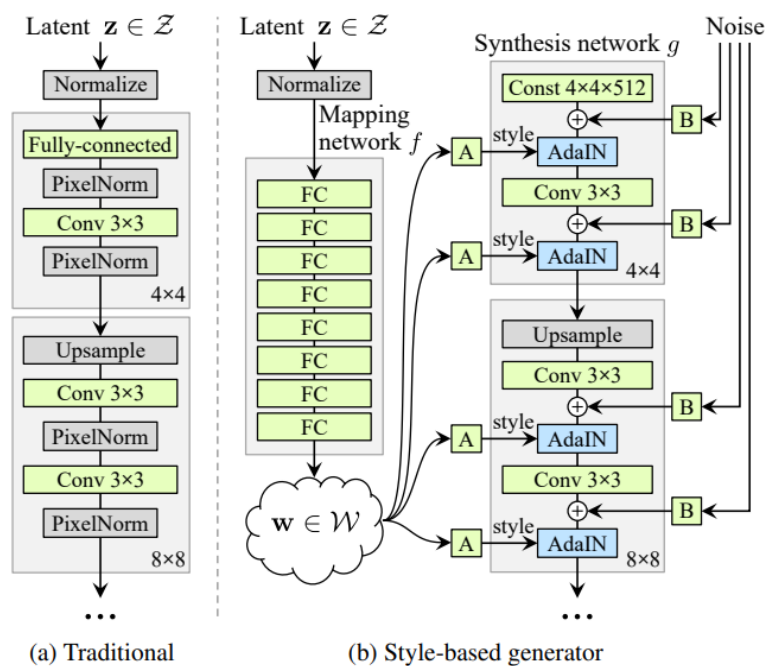 Latent z ∈ Z
Normalize
Fully-connected
PixelNorm
Conv 3×3
PixelNorm
4×4
Upsample
Conv 3×3
PixelNorm
Conv 3×3
PixelNorm
8×8
...
(a) Traditional
Latent z ∈ Z
Normalize
Mapping
network f
FC
FC
FC
FC
FC
FC
FC
FC
w ∈ W
A
style
A
style
A
style
A
style
Synthesis network g
Noise
Const 4×4×512
+
B
AdaIN
Conv 3×3
+
B
AdaIN
4×4
Upsample
Conv 3×3
+
B
AdaIN
Conv 3×3
+
B
AdaIN
8×8
...
(b) Style-based generator